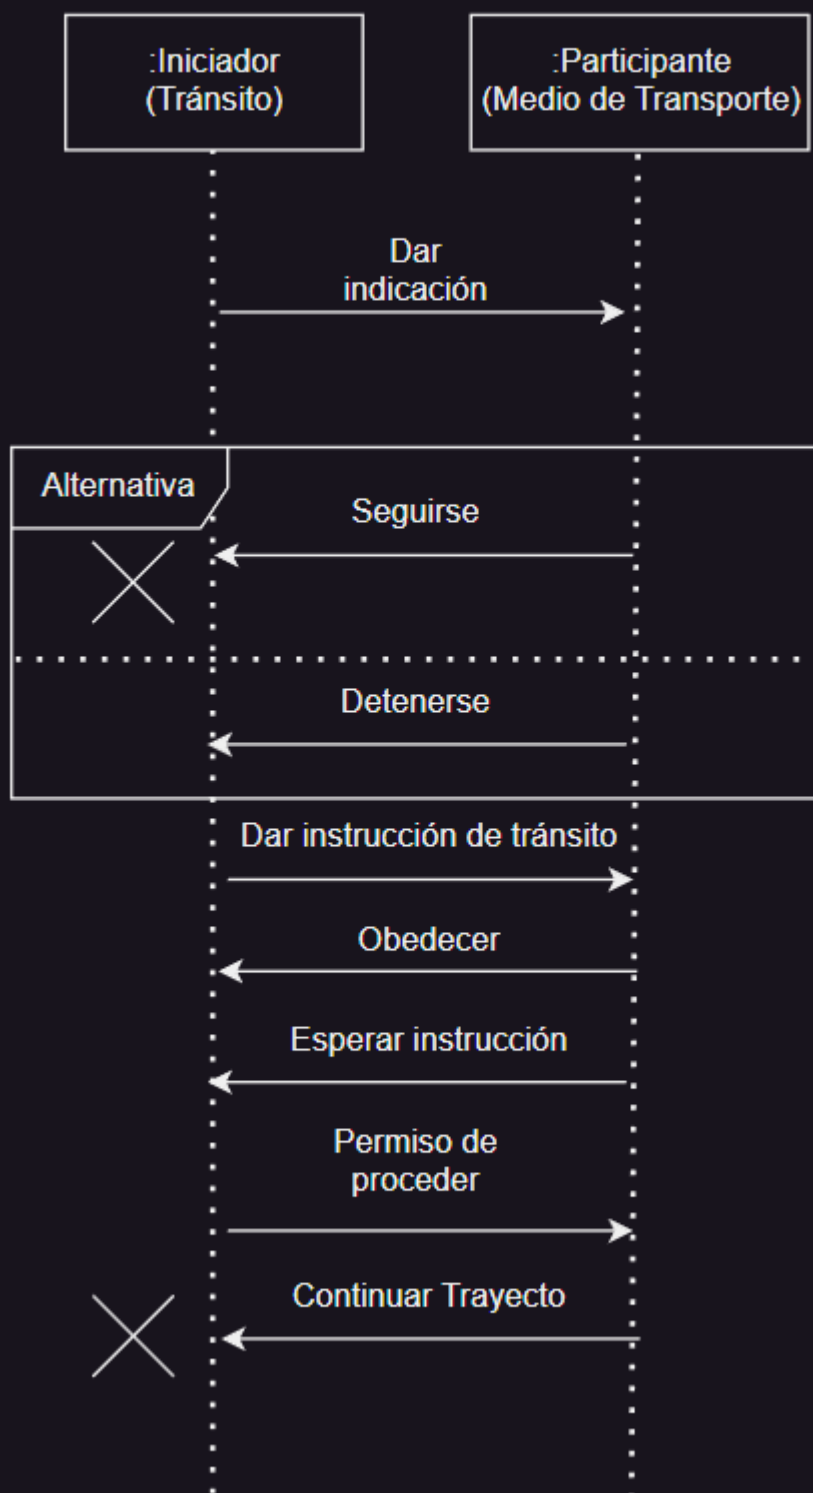 :Iniciador
(Tránsito)
:Participante
(Medio de Transporte)
Dar
indicación
Alternativa
Seguirse
Detenerse
Dar instrucción de tránsito
Obedecer
Esperar instrucción
Permiso de
proceder
Continuar Trayecto